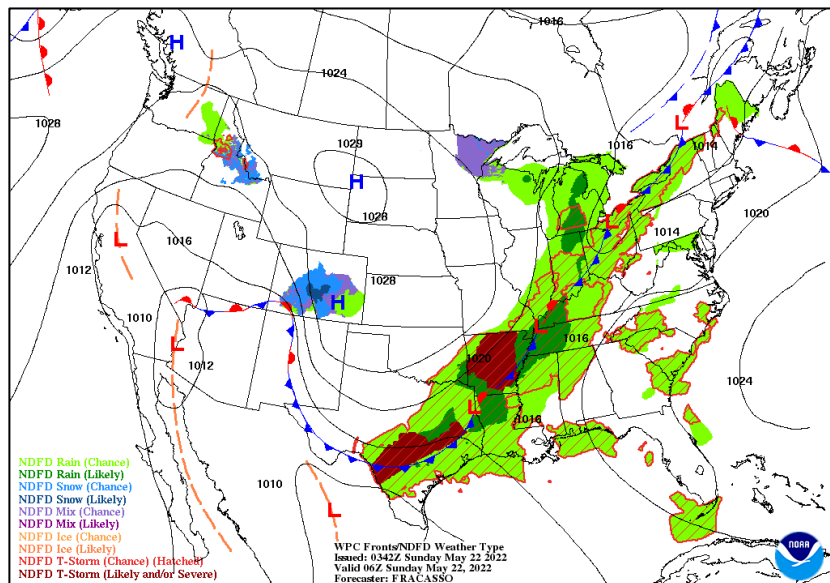 1016
1028
H
1024
1016
L
1014
1029
H
1028
1020
1016
L
1014
L
1012
1028
H
1010
L
1012
L
1020
1016
L
1016
1024
1010
L
NDFD Rain (Chance)
NDFD Rain (Likely)
NDFD Snow (Chance)
NDFD Snow (Likely)
NDFD Mix (Chance)
NDFD Mix (Likely)
NDFD Ice (Chance)
NDFD Ice (Likely)
NDFD T-Storm (Chance) (Hatched)
NDFD T-Storm (Likely and/or Severe)
WPC Fronts/NDFD Weather Type
Issued: 0342Z Sunday May 22 2022
Valid 06Z Sunday May 22, 2022
Forecaster: FRACASSO
NOAA